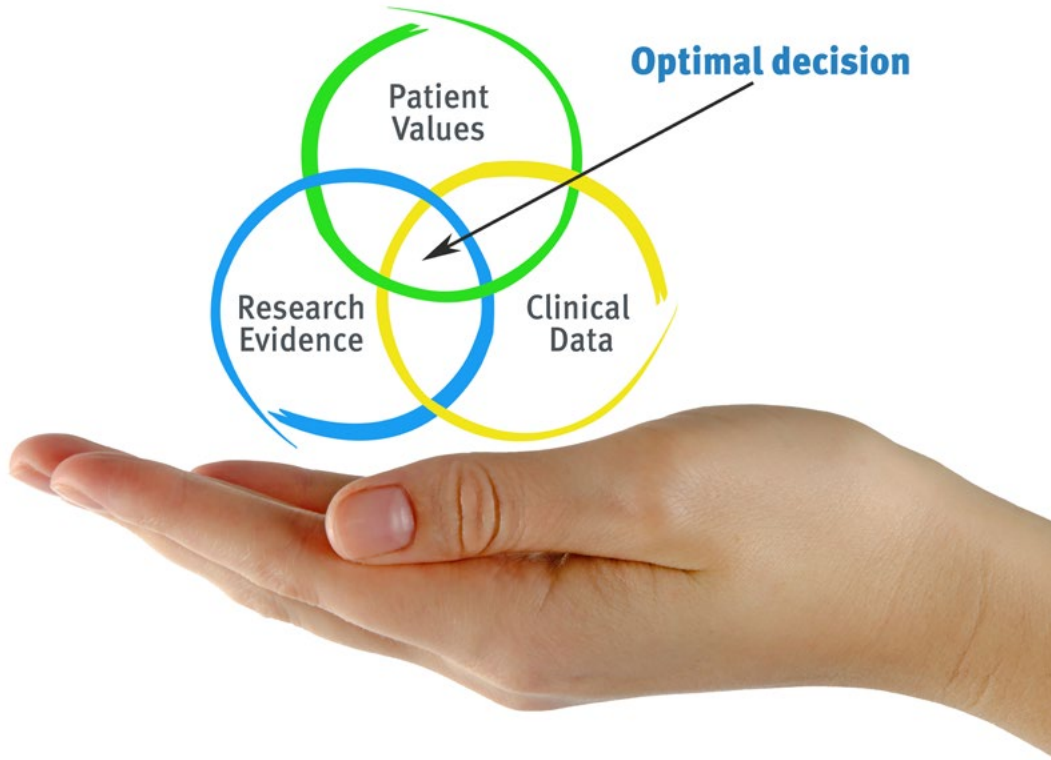 Optimal decision
Patient
Values
Research
Evidence
Clinical
Data